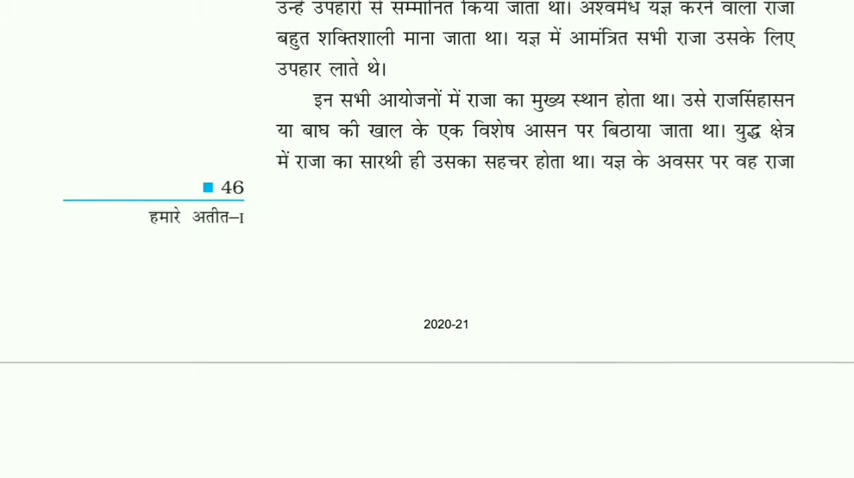 उन्हें उपहारों से सम्मानित किया जाता था। अश्वमेध यज्ञ करने वाला राजा
बहुत शक्तिशाली माना जाता था। यज्ञ में आमंत्रित सभी राजा उसके लिए
उपहार लाते थे।
इन सभी आयोजनों में राजा का मुख्य स्थान होता था। उसे राजसिंहासन
या बाघ की खाल के एक विशेष आसन पर बिठाया जाता था। युद्ध क्षेत्र
में राजा का सारथी ही उसका सहचर होता था। यज्ञ के अवसर पर वह राजा
46
हमारे अतीत–I
2020-21